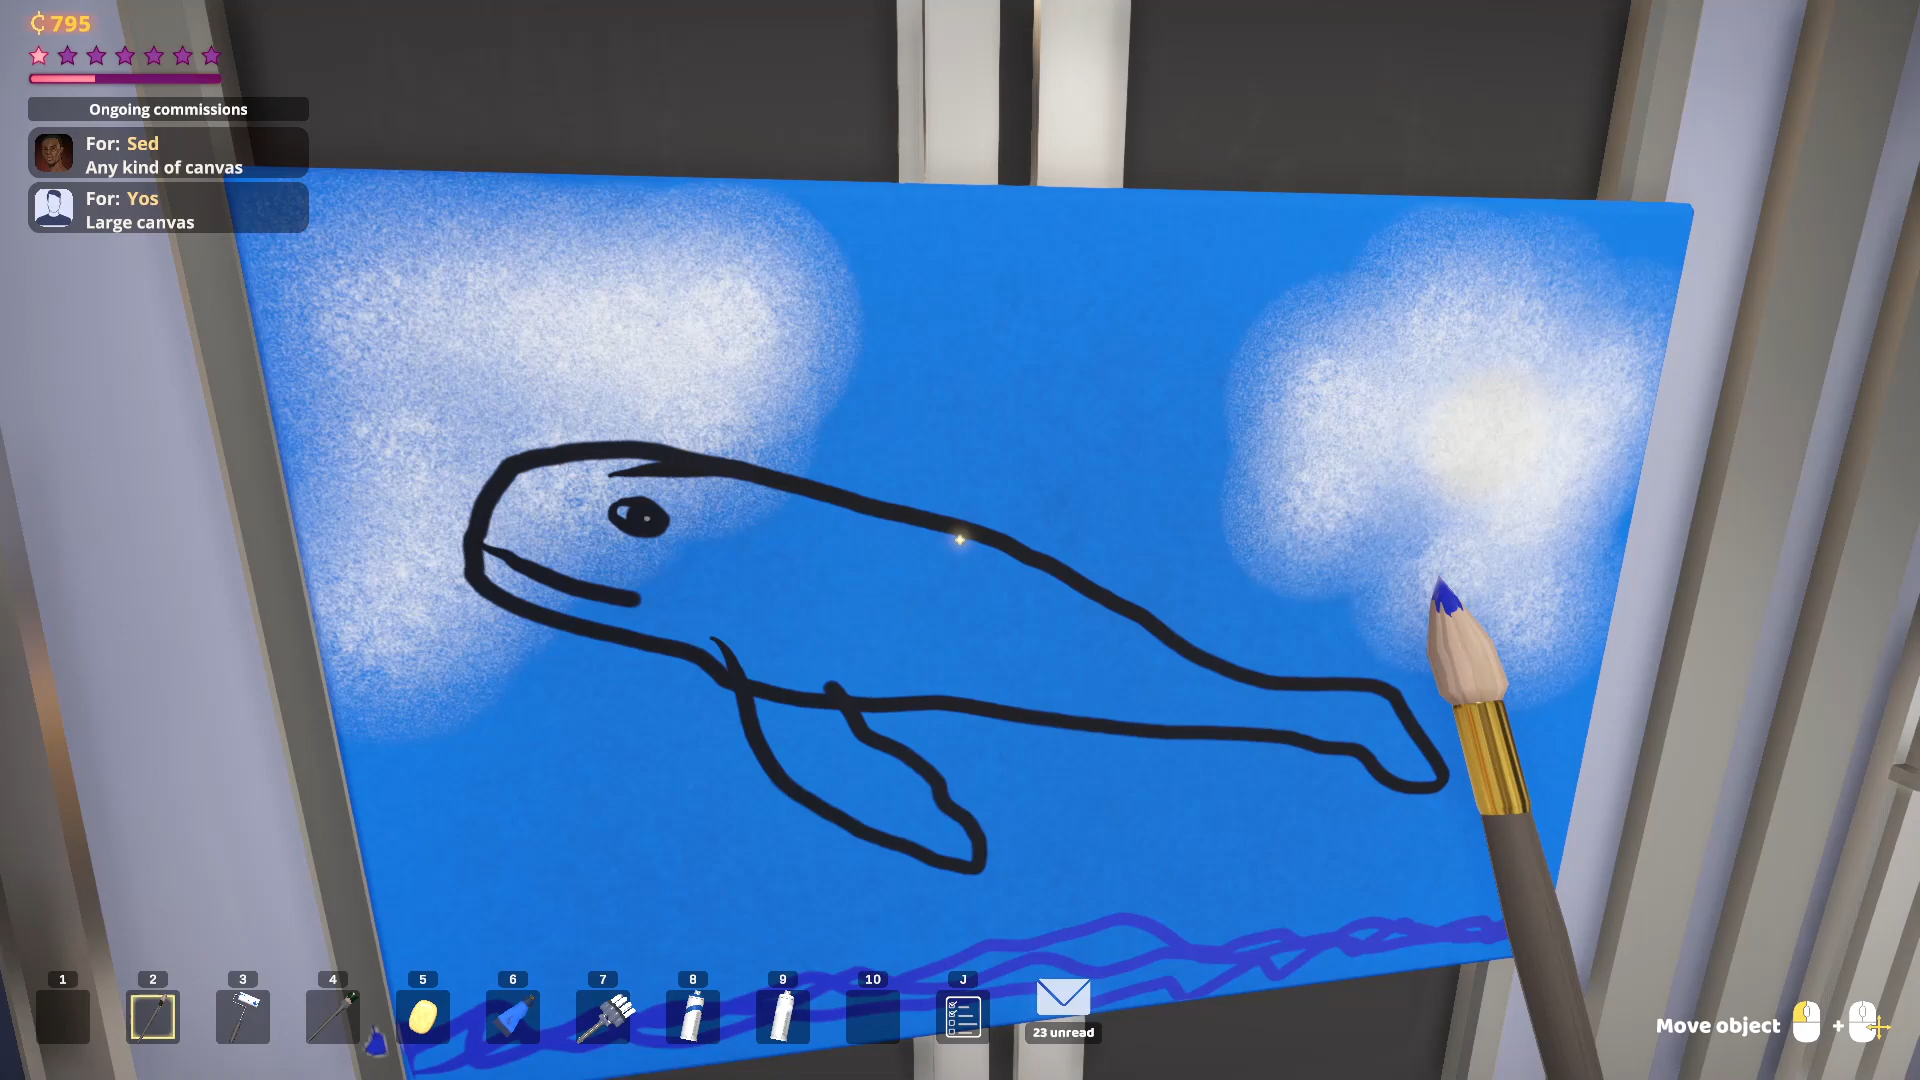 ₵ 795
Ongoing commissions
For: Sed
Any kind of canvas
For: Yos
Large canvas
1
2
3
4
5
6
7
8
9
10
J
23 unread
Move object
+